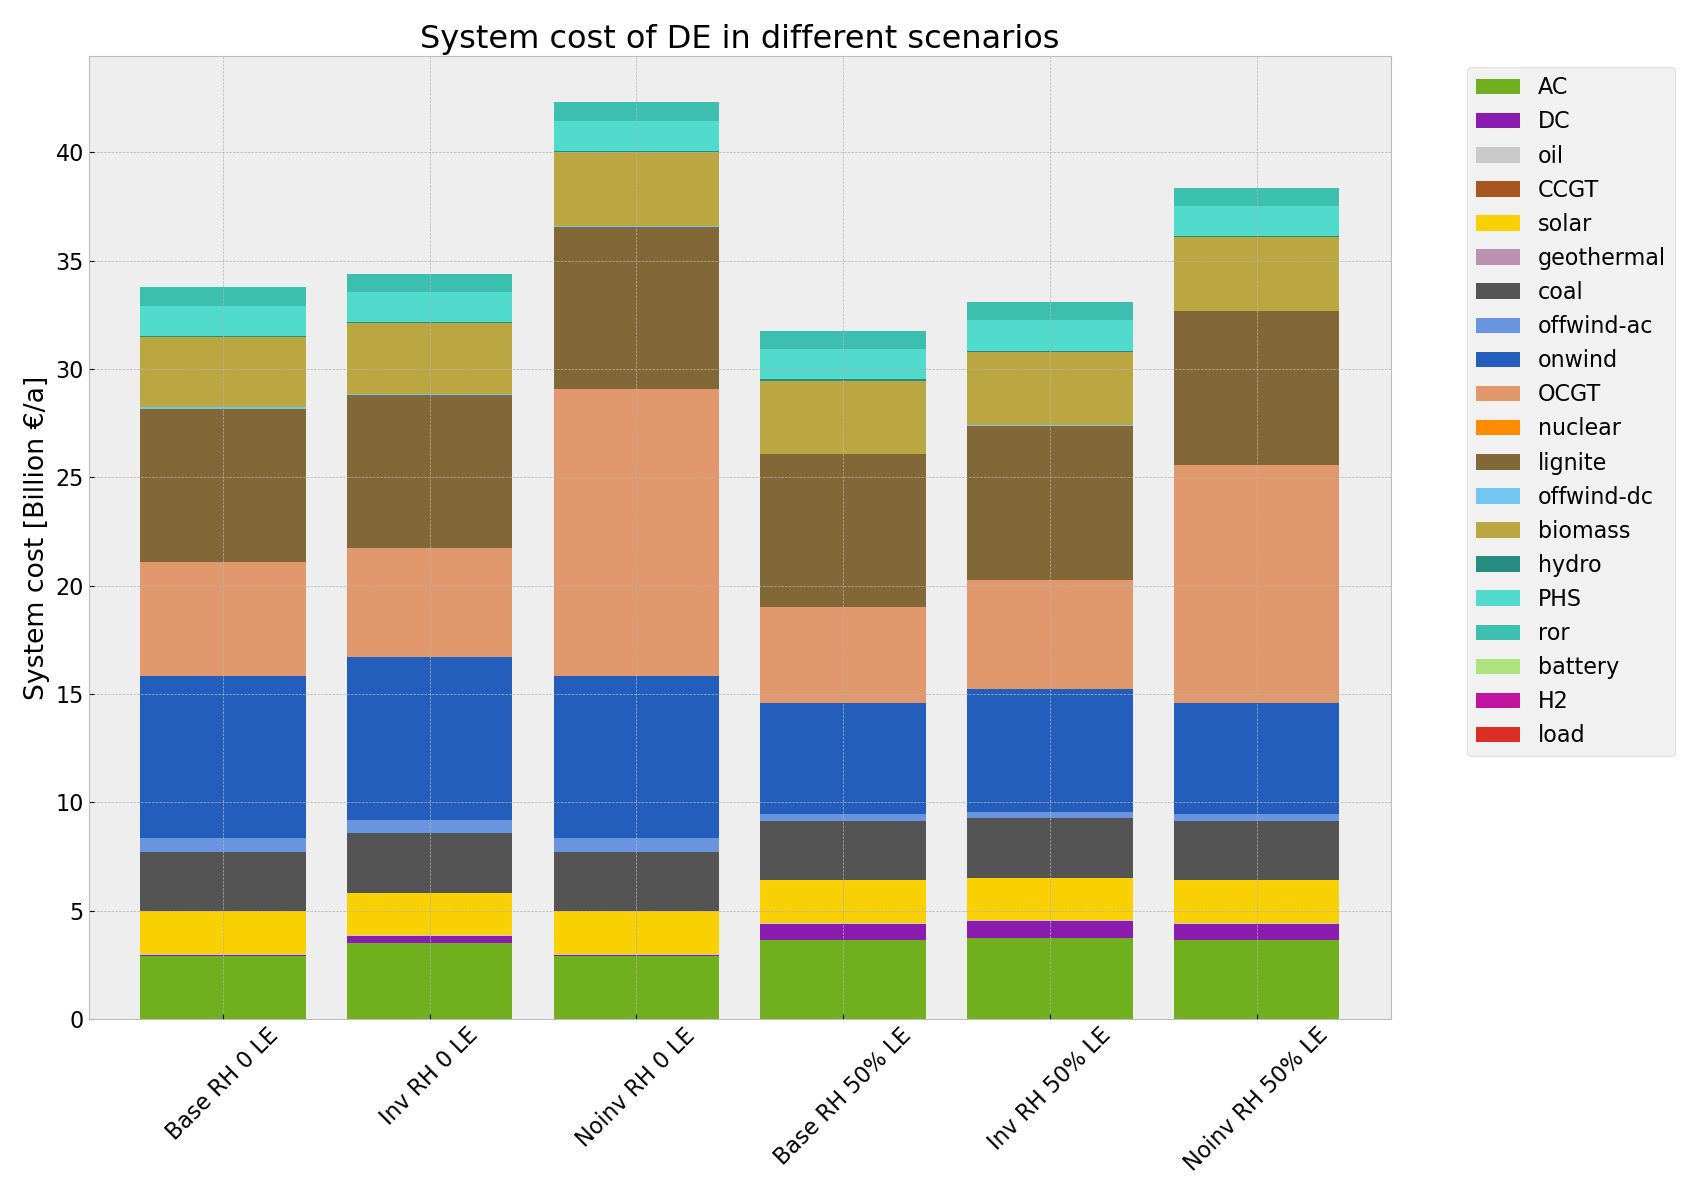 System cost of DE in different scenarios
System cost [Billion €/a]
40
35
30
25
20
15
10
5
0
Base RH 0 LE
Inv RH 0 LE
Noinv RH 0 LE
Base RH 50% LE
Inv RH 50% LE
Noinv RH 50% LE
AC
DC
oil
CCGT
solar
geothermal
coal
offwind-ac
onwind
OCGT
nuclear
lignite
offwind-dc
biomass
hydro
PHS
ror
battery
H2
load